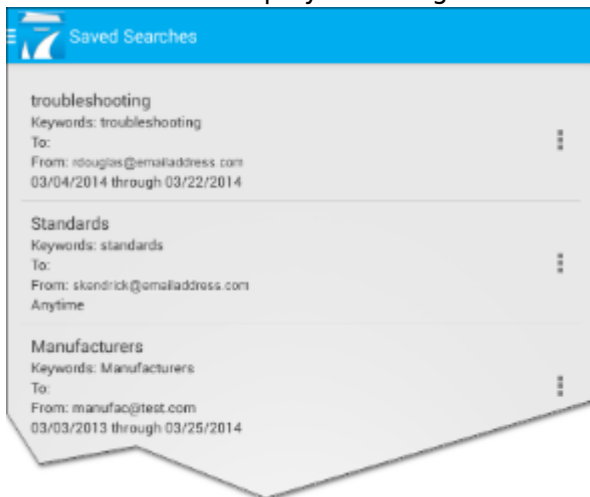 Saved Searches
troubleshooting
Keywords: troubleshooting
To:
From: rdouglas@emailaddress.com
03/04/2014 through 03/22/2014
Standards
Keywords: standards
To:
From: skendrick@emailaddress.com
Anytime
Manufacturers
Keywords: Manufacturers
To:
From: manufac@test.com
03/03/2013 through 03/25/2014